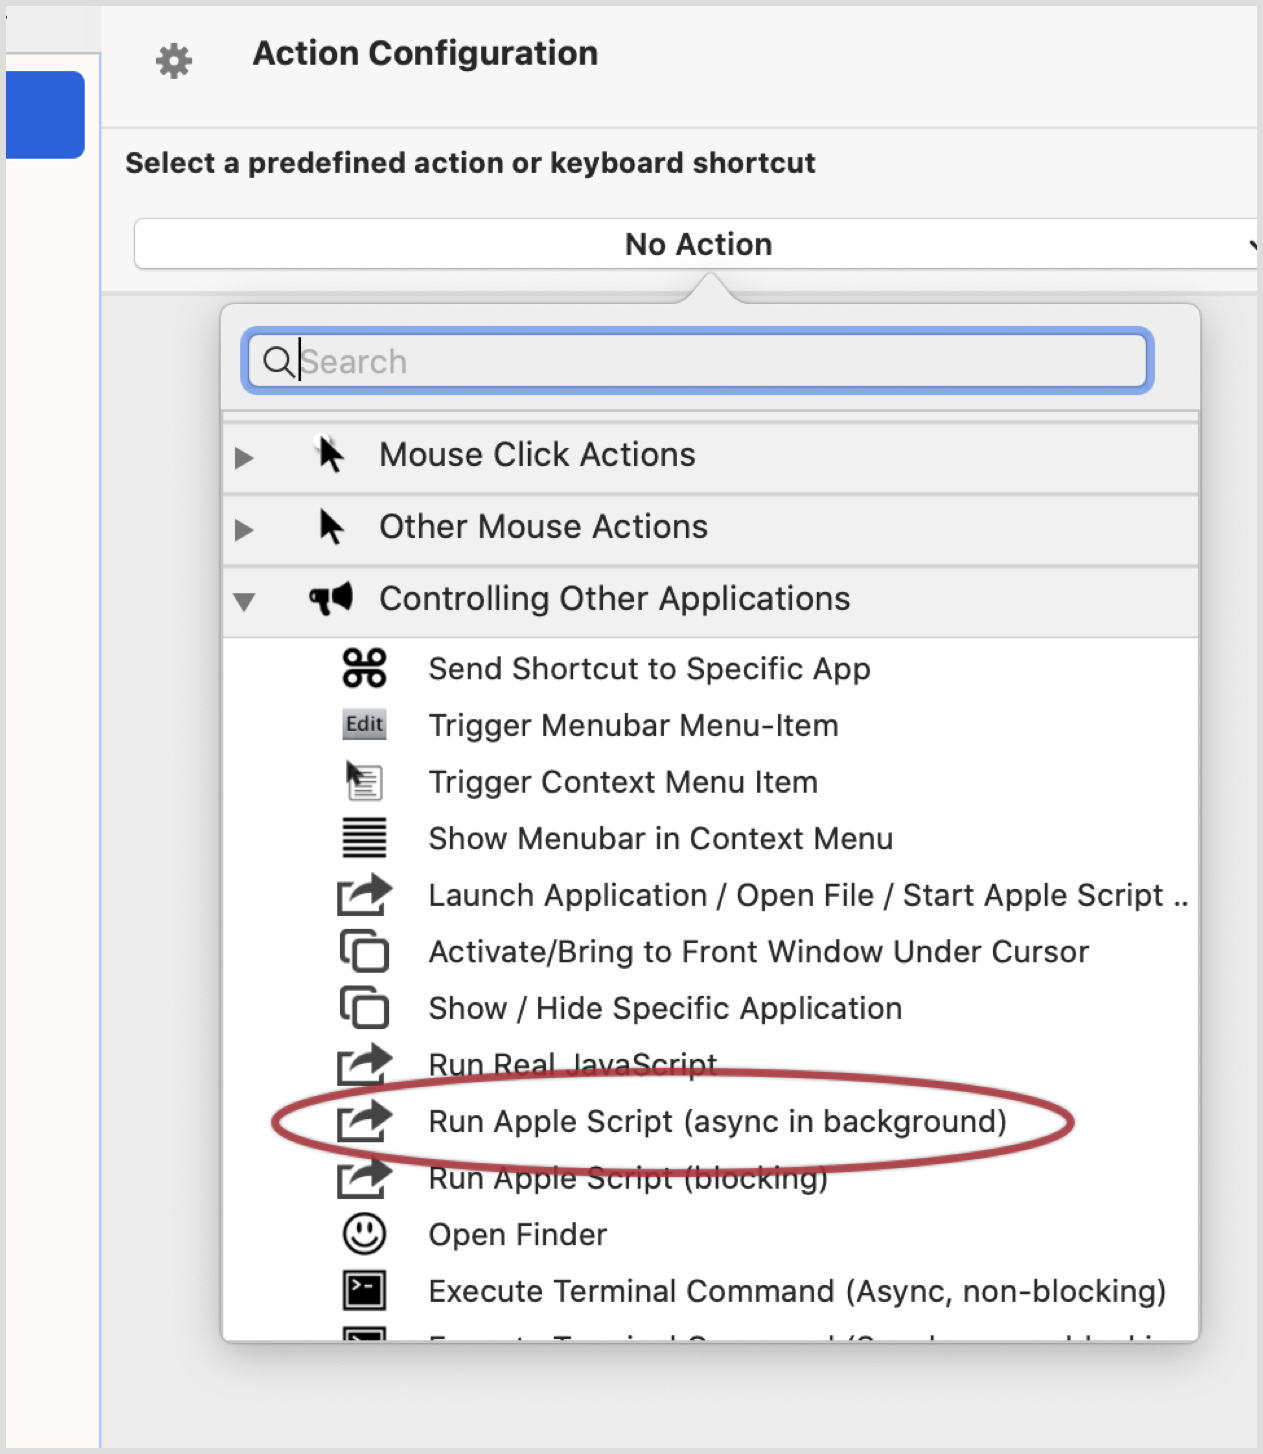 Action Configuration
Select a predefined action or keyboard shortcut
No Action
Search
Mouse Click Actions
Other Mouse Actions
Controlling Other Applications
Send Shortcut to Specific App
Edit Trigger Menubar Menu-Item
Trigger Context Menu Item
Show Menubar in Context Menu
Launch Application / Open File / Start Apple Script ..
Activate/Bring to Front Window Under Cursor
Show / Hide Specific Application
Run Real JavaScript
Run Apple Script (async in background)
Run Apple Script (blocking)
Open Finder
Execute Terminal Command (Async, non-blocking)